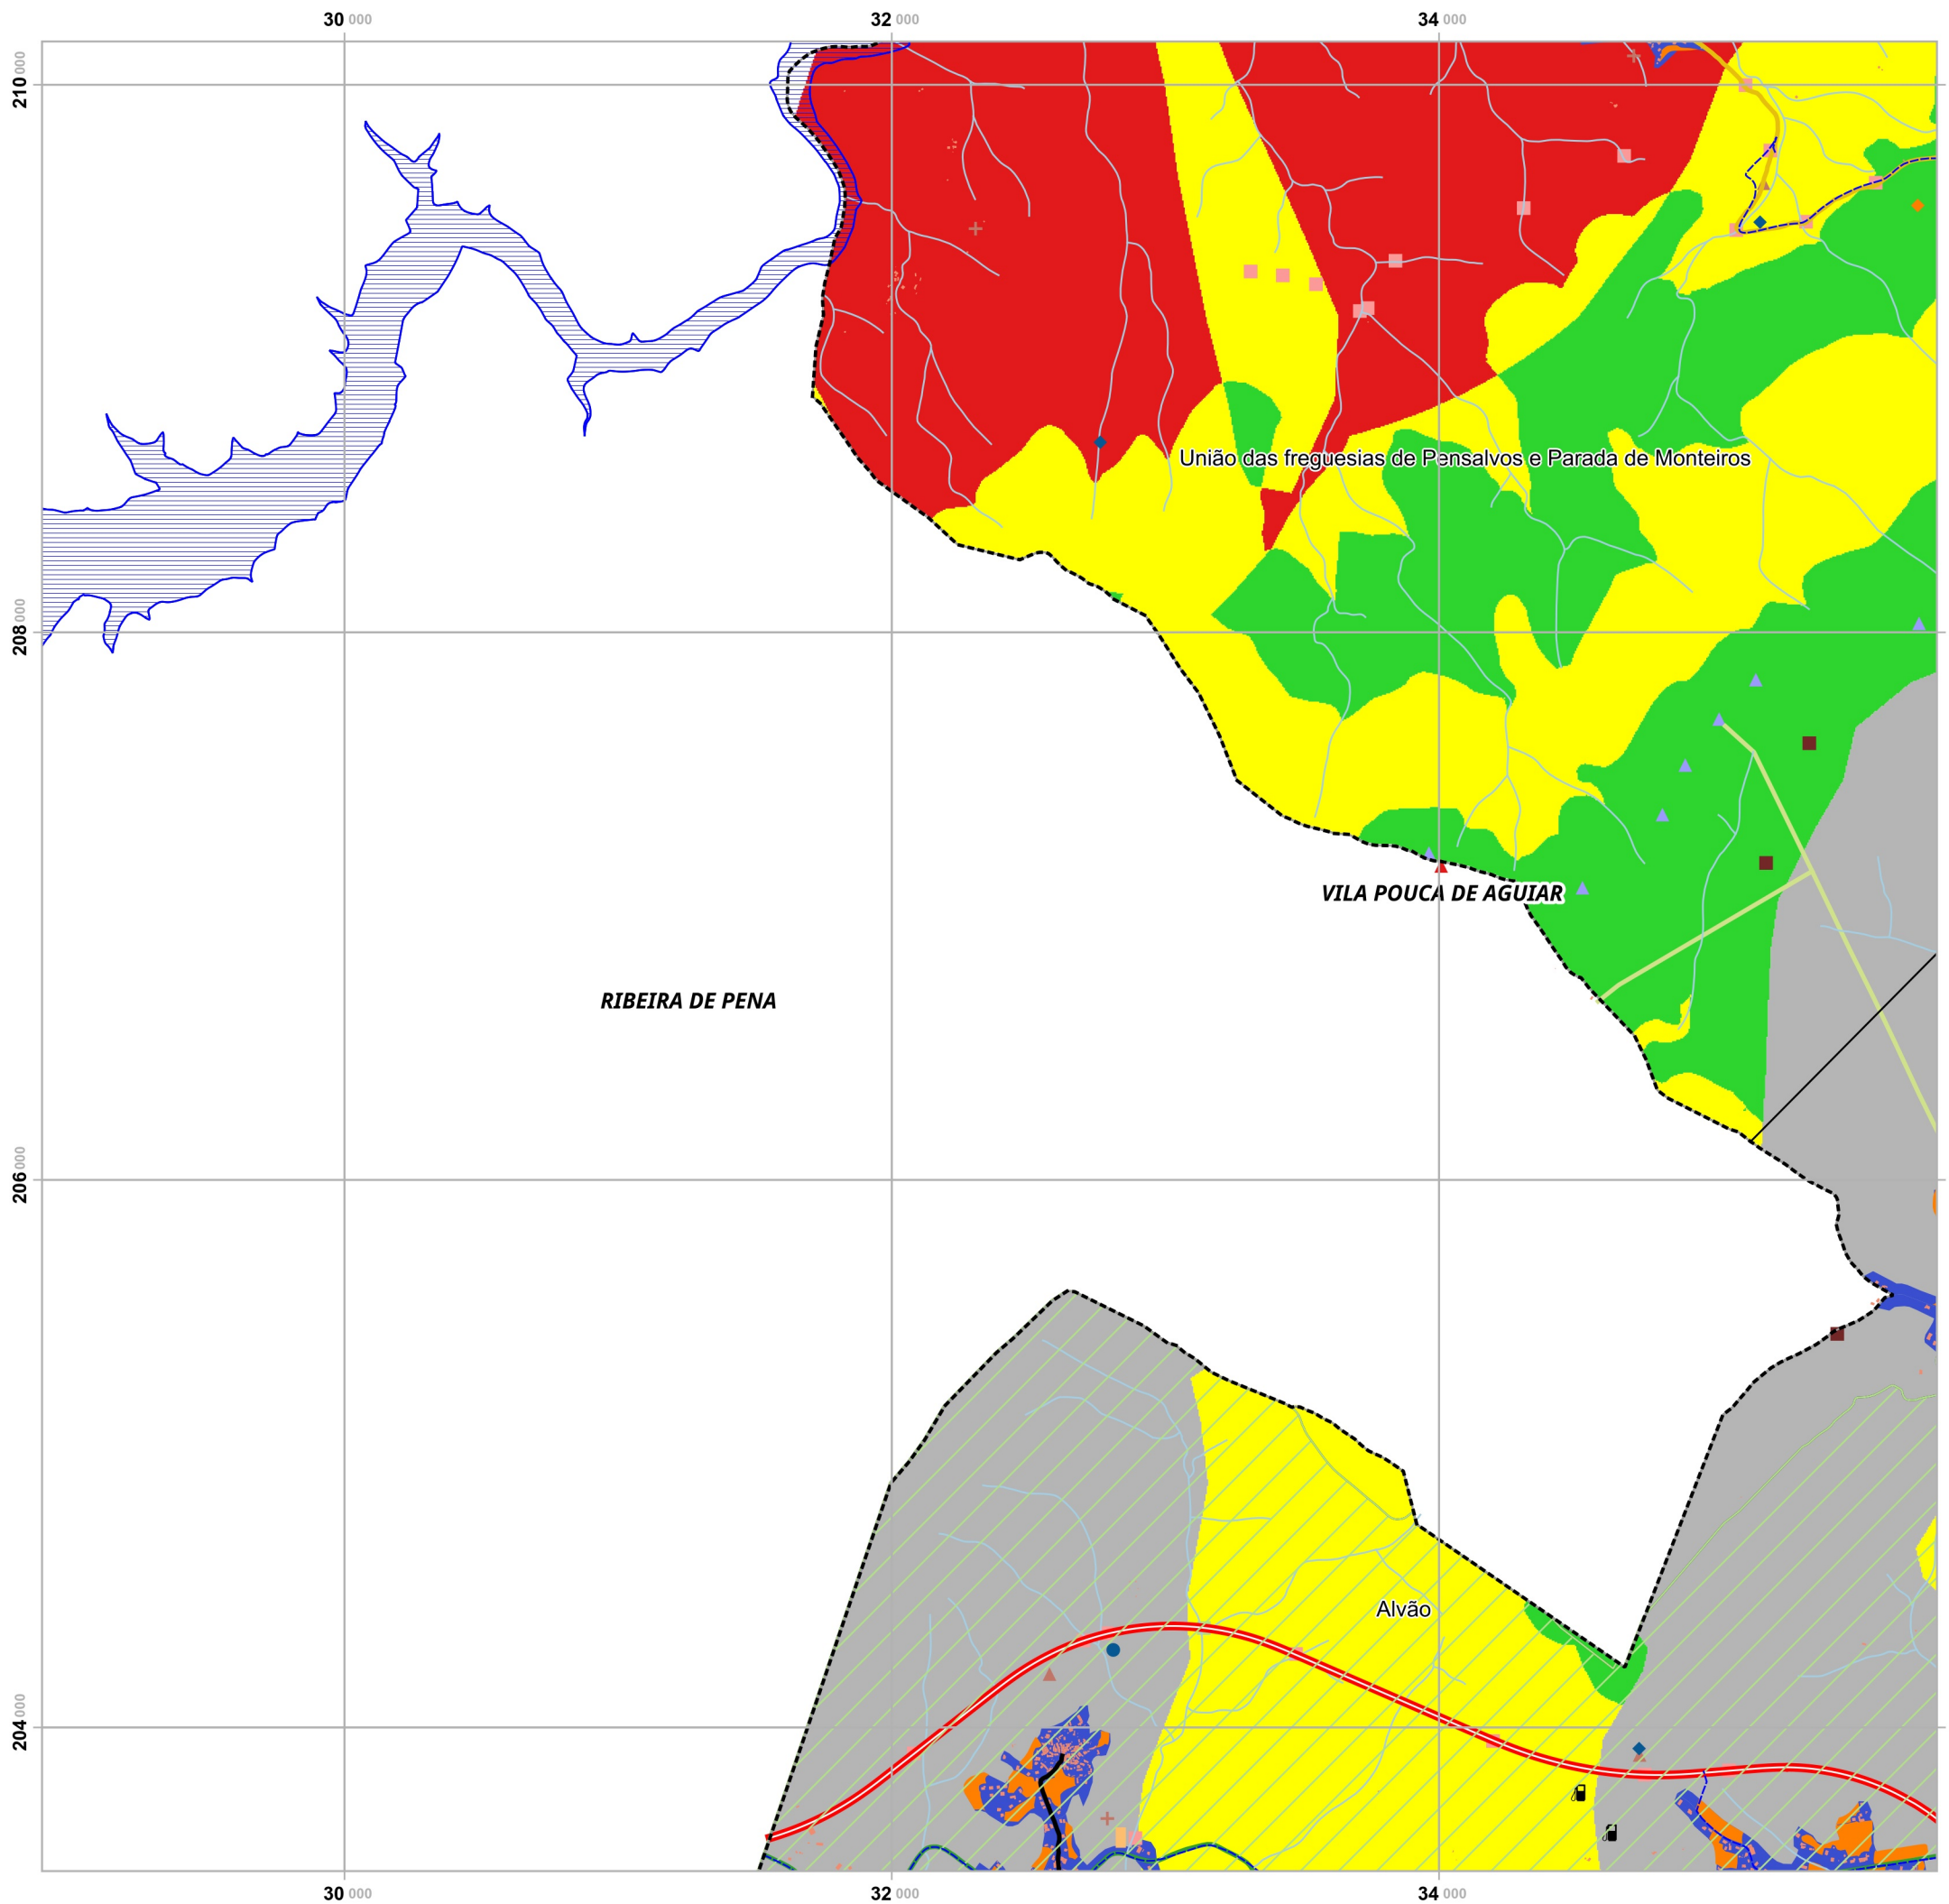 30 000 32 000 34 000
210 000
União das freguesias de Pensalvos e Parada de Monteiros
208 000
VILA POUCA DE AGUIAR
RIBEIRA DE PENA
206 000
Alvão
204 000
30 000 32 000 34 000